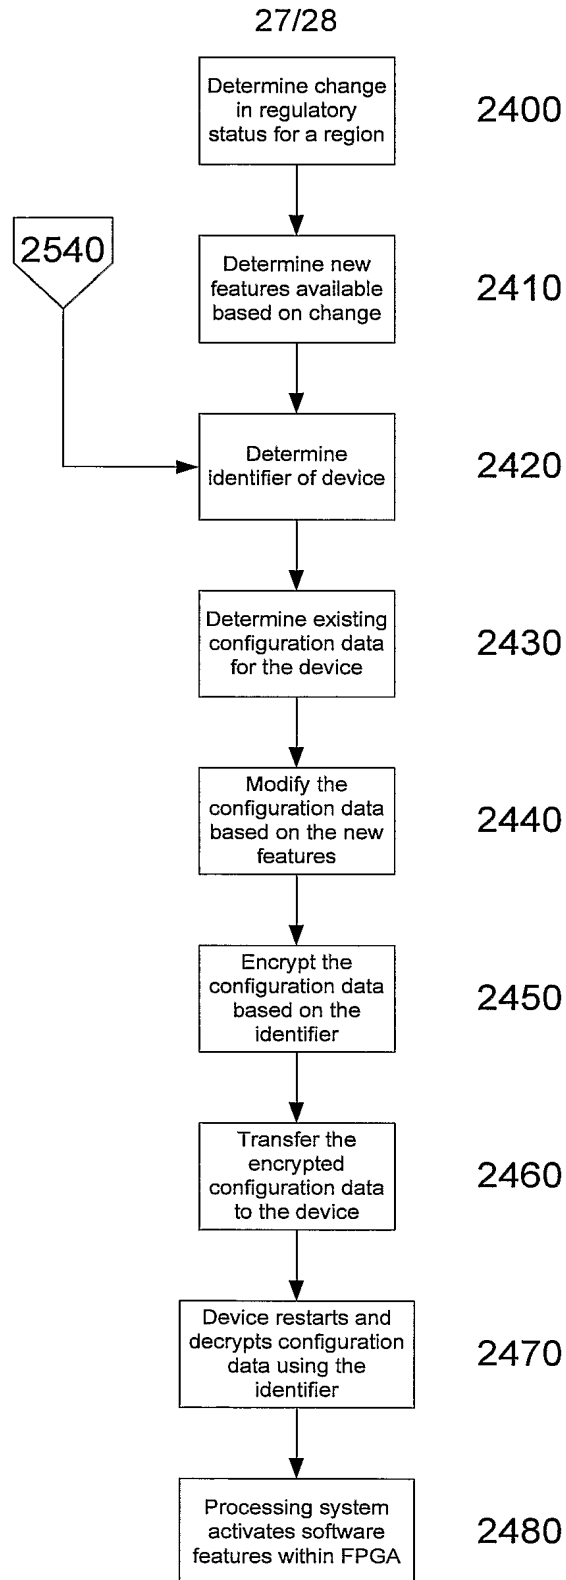 27/28
Determine change
in regulatory
status for a region
2400
2540
Determine new
features available
based on change
2410
Determine
identifier of device
2420
Determine existing
configuration data
for the device
2430
Modify the
configuration data
based on the new
features
2440
Encrypt the
configuration data
based on the
identifier
2450
Transfer the
encrypted
configuration data
to the device
2460
Device restarts and
decrypts configuration
data using the
identifier
2470
Processing system
activates software
features within FPGA
2480